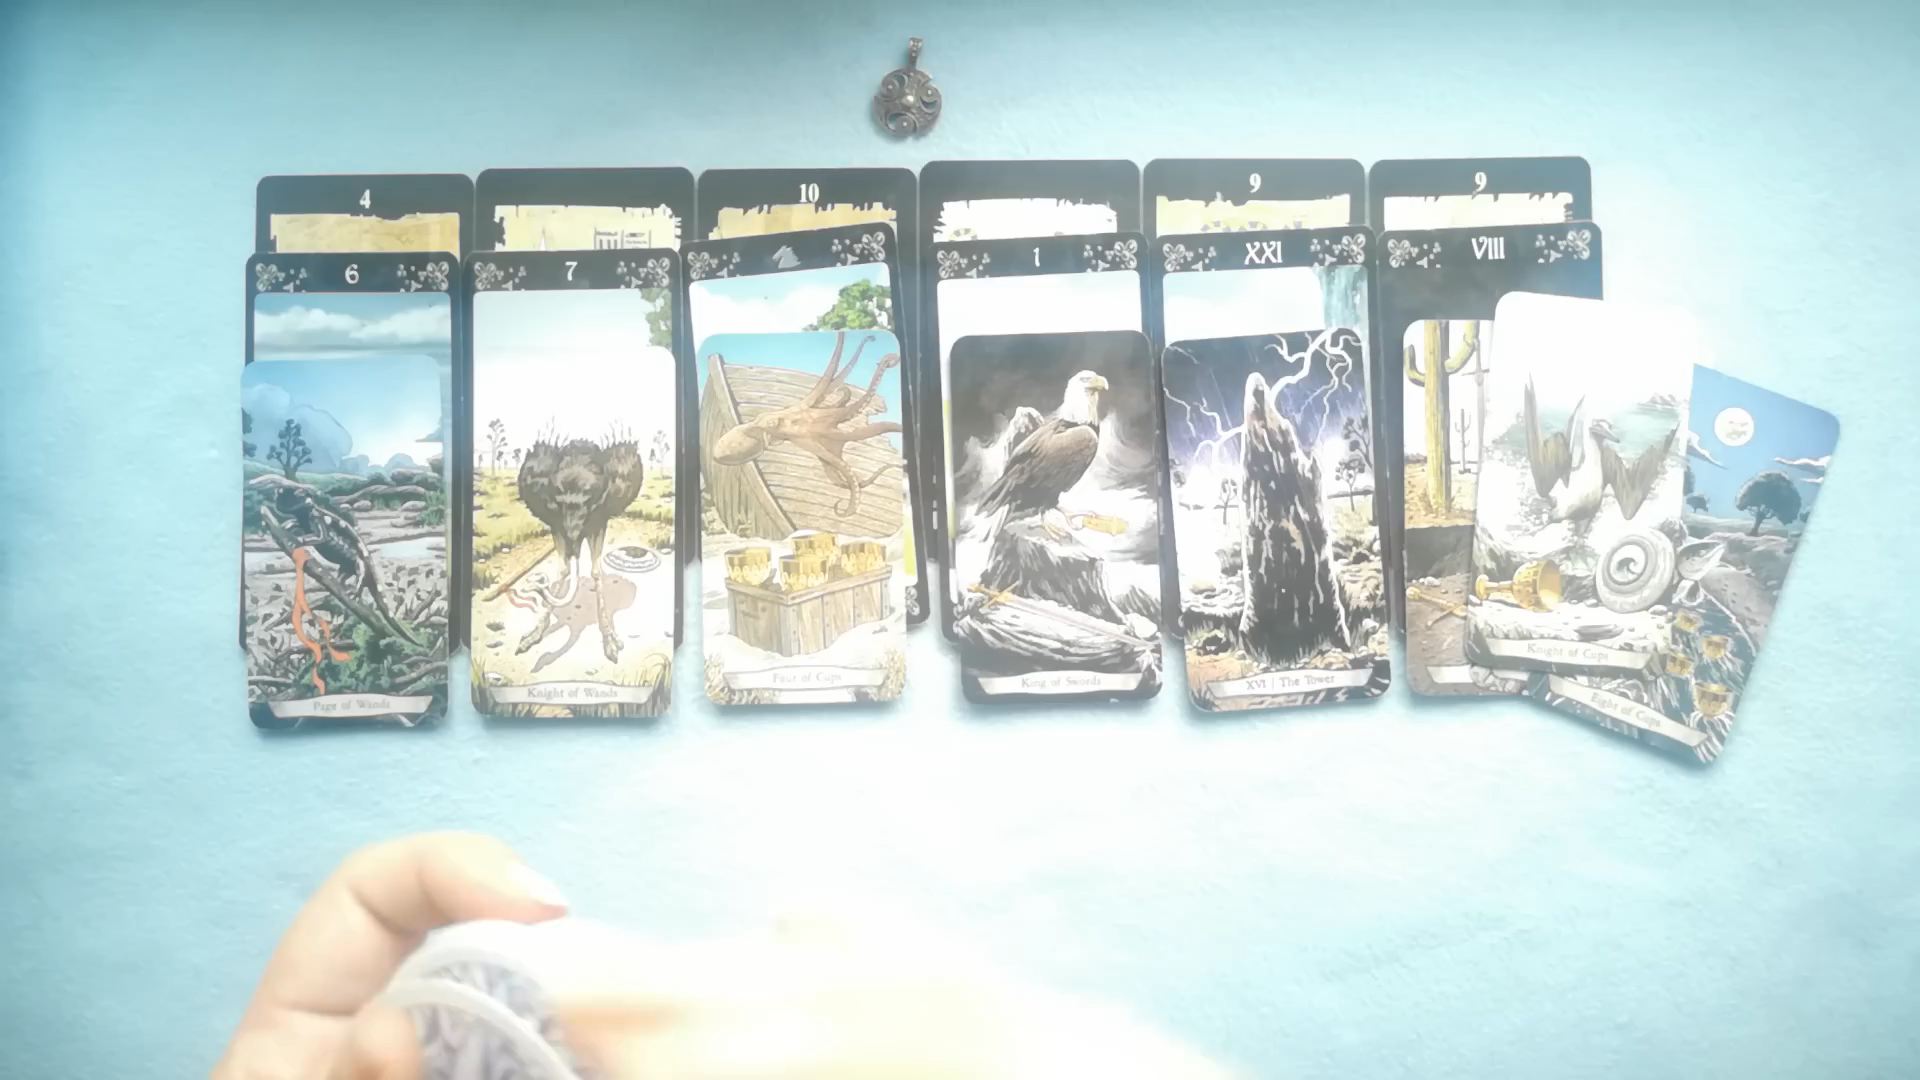 4
10
9
9
6
7
1
XXI
VIII
Page of Wands
Knight of Wands
Four of Cups
King of Swords
XVI | The Tower
Knight of Cups
Eight of Cups